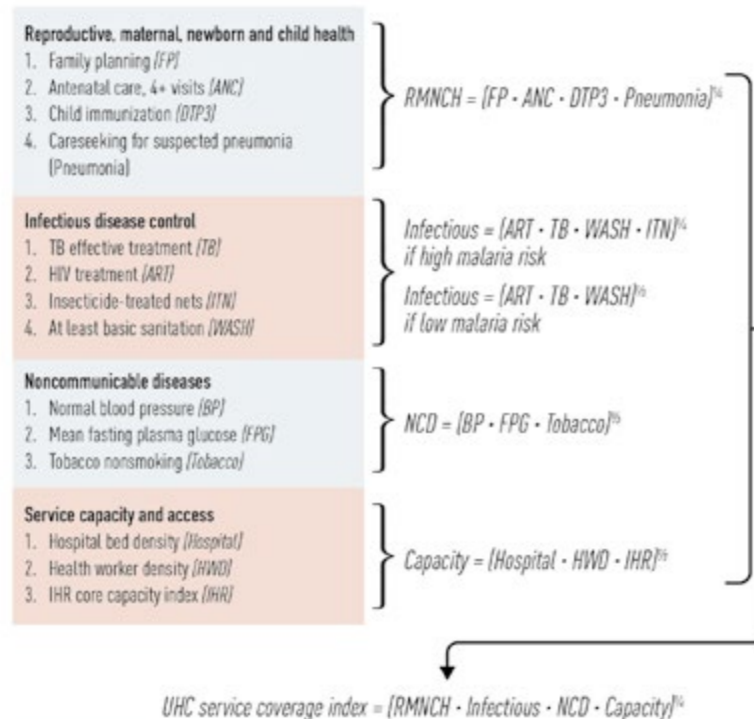 Reproductive, maternal, newborn and child health
1. Family planning (FP)
2. Antenatal care, 4+ visits (ANC)
3. Child immunization (DTP3)
4. Careseeking for suspected pneumonia
(Pneumonia)
RMNCH = (FP • ANC • DTP3 • Pneumonia)¼
Infectious disease control
1. TB effective treatment (TB)
2. HIV treatment (ART)
3. Insecticide-treated nets (ITN)
4. At least basic sanitation (WASH)
Infectious = (ART • TB • WASH • ITN)¼
if high malaria risk
Infectious = (ART • TB • WASH)⅓
if low malaria risk
Noncommunicable diseases
1. Normal blood pressure (BP)
2. Mean fasting plasma glucose (FPG)
3. Tobacco nonsmoking (Tobacco)
NCD = (BP • FPG • Tobacco)⅓
Service capacity and access
1. Hospital bed density (Hospital)
2. Health worker density (HWD)
3. IHR core capacity index (IHR)
Capacity = (Hospital • HWD • IHR)⅓
UHC service coverage index = (RMNCH • Infectious • NCD • Capacity)¼